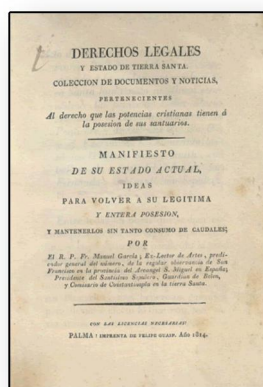 DERECHOS LEGALES
Y ESTADO DE TIERRA SANTA.
COLECCION DE DOCUMENTOS Y NOTICIAS,
PERTENECIENTES
Al derecho que las potencias cristianas tienen á
la posesion de sus santuarios.
MANIFIESTO
DE SU ESTADO ACTUAL,
IDEAS
PARA VOLVER A SU LEGITIMA
Y ENTERA POSESION,
Y MANTENERLOS SIN TANTO CONSUMO DE CAUDALES;
POR
El R. P. Fr. Manuel García; Ex-Lector de Artes, predi-
cador general del número, de la regular observancia de San
Francisco en la provincia del Arcangel S. Miguel en España;
Presidente del Santísimo Sepulcro, Guardian de Belen,
y Comisario de Constantinopla en la tierra Santa.
CON LAS LICENCIAS NECESARIAS:
PALMA: IMPRENTA DE FELIPE GUASP. Año 1814.